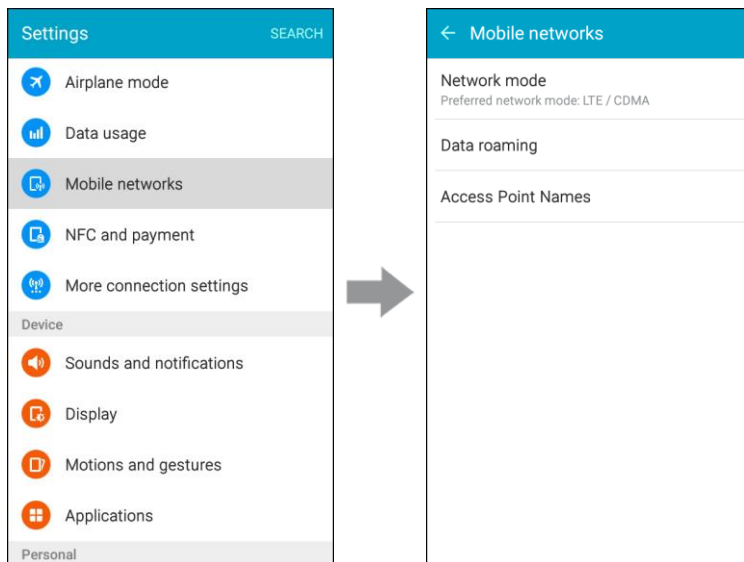 Settings
SEARCH
Airplane mode
Data usage
Mobile networks
NFC and payment
More connection settings
Device
Sounds and notifications
Display
Motions and gestures
Applications
Personal
Mobile networks
Network mode
Preferred network mode: LTE / CDMA
Data roaming
Access Point Names